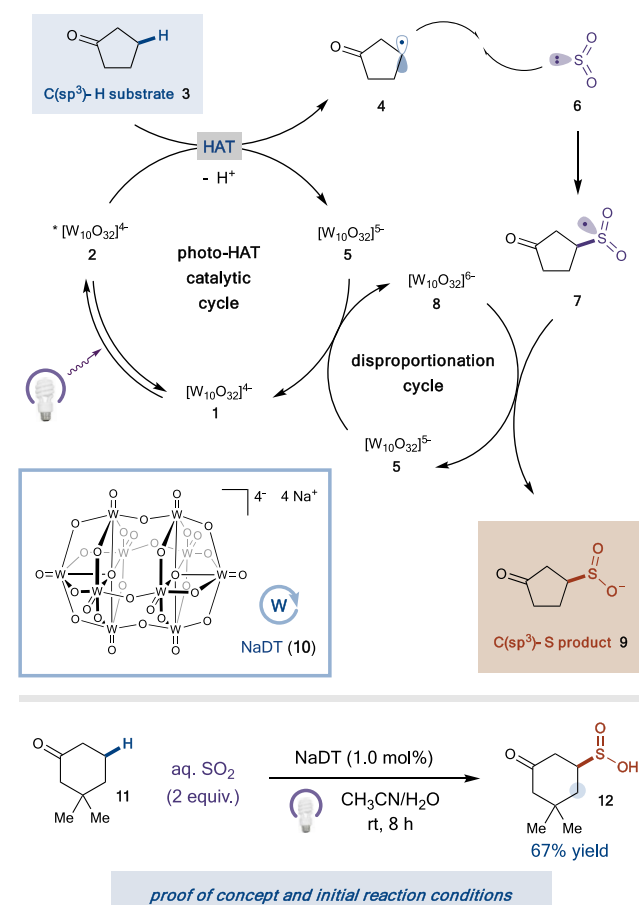 O
H
C(sp³)-H substrate 3
O
4
S
O
O
6
HAT
- H⁺
* [W₁₀O₃₂]⁴⁻
2
photo-HAT
catalytic
cycle
[W₁₀O₃₂]⁵⁻
5
O
S
O
O
7
[W₁₀O₃₂]⁶⁻
8
disproportionation
cycle
[W₁₀O₃₂]⁴⁻
1
[W₁₀O₃₂]⁵⁻
5
4⁻ 4 Na⁺
O O
W O W
O O O O
O O
O W W O
O=W O O W=O
O W W O
O O O O
W O W
O O
W
NaDT (10)
O
O
S
O⁻
C(sp³)-S product 9
O
H
11
Me Me
aq. SO₂
(2 equiv.)
NaDT (1.0 mol%)
CH₃CN/H₂O
rt, 8 h
O
O
S
OH
12
Me Me
67% yield
proof of concept and initial reaction conditions